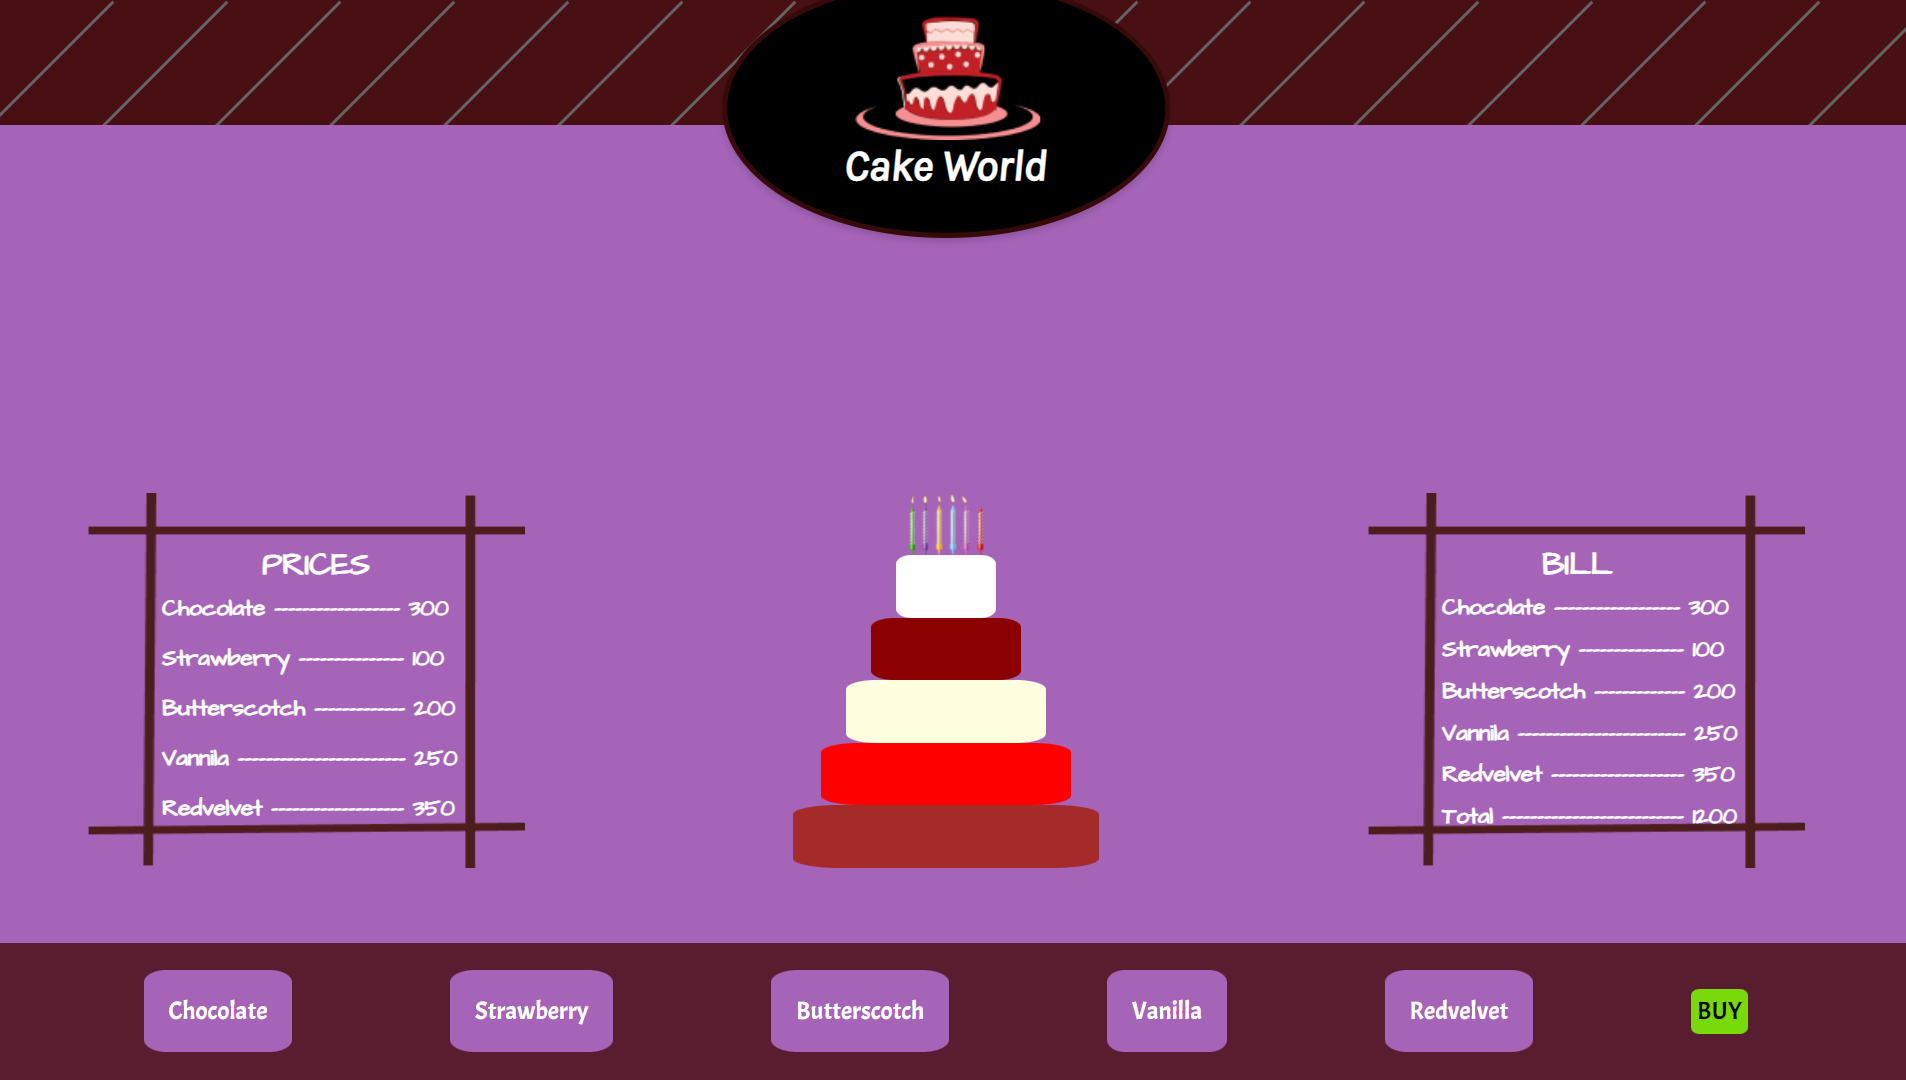 Cake World
PRICES
Chocolate ------------------ 300
Strawberry --------------- 100
Butterscotch ------------- 200
Vannila ------------------------ 250
Redvelvet ------------------- 350
BILL
Chocolate ------------------ 300
Strawberry --------------- 100
Butterscotch ------------- 200
Vannila ------------------------ 250
Redvelvet ------------------- 350
Total -------------------------- 1200
Chocolate
Strawberry
Butterscotch
Vanilla
Redvelvet
BUY